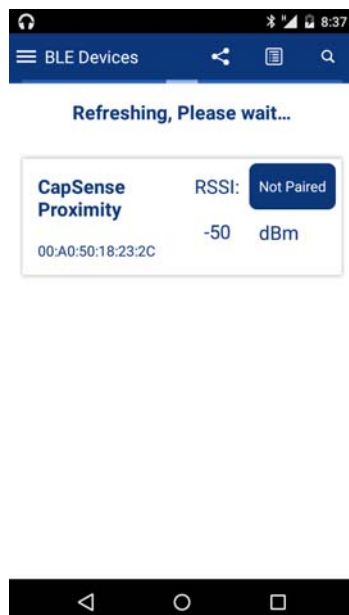 8:37
BLE Devices
Refreshing, Please wait...
CapSense RSSI: Not Paired
Proximity
-50 dBm
00:A0:50:18:23:2C